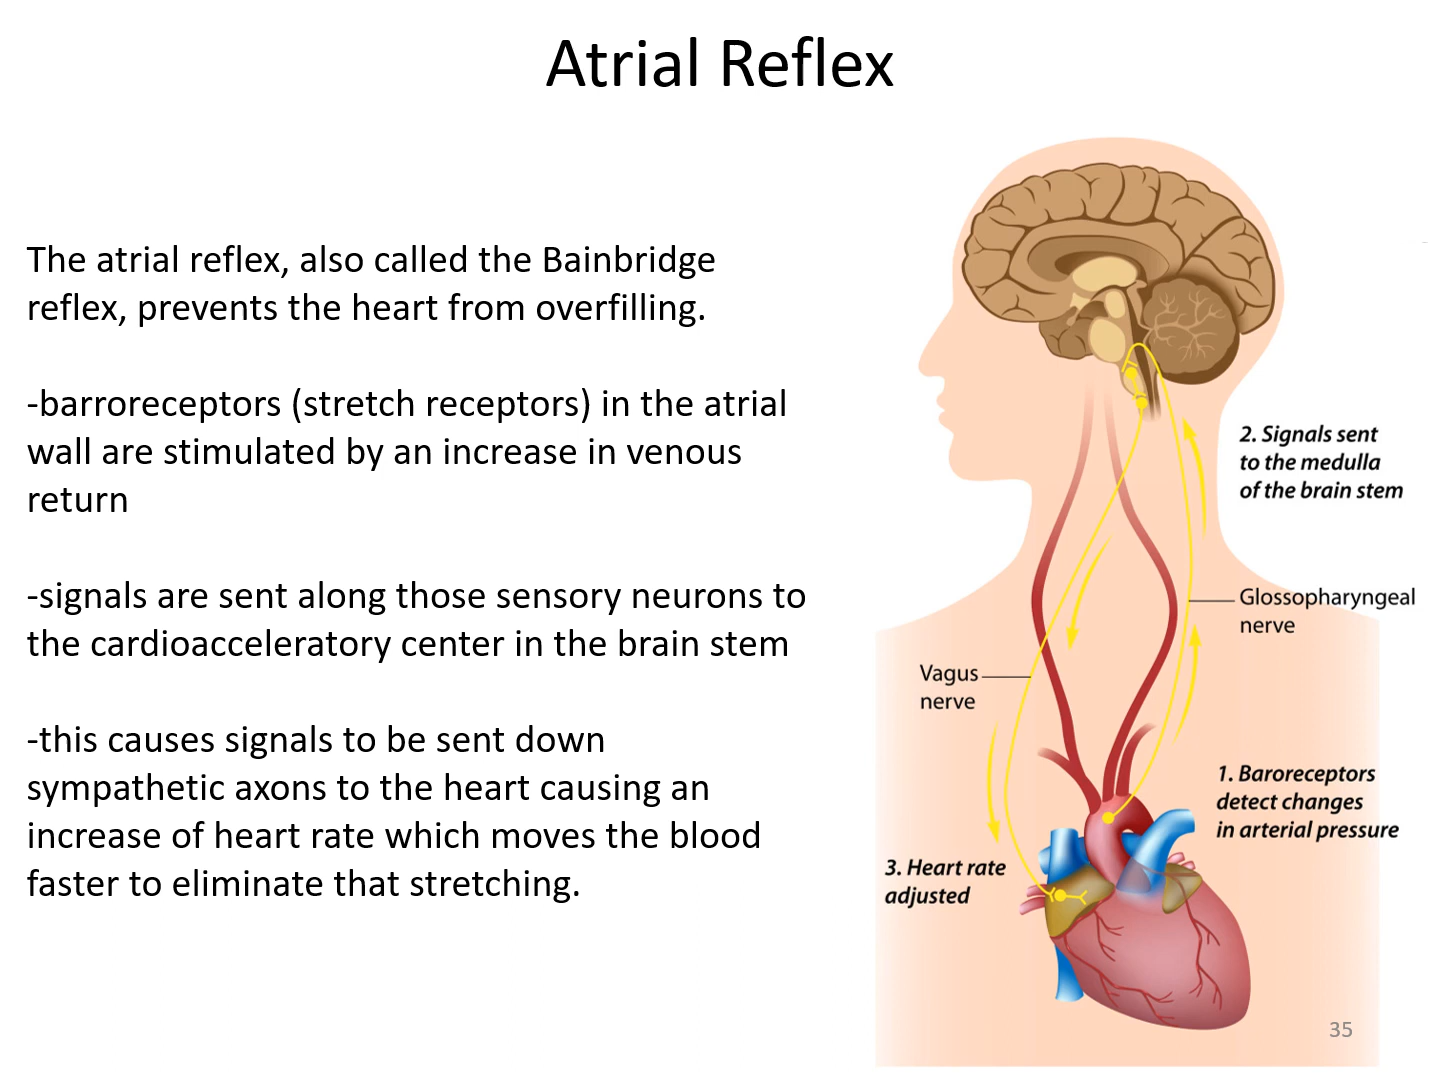 Atrial Reflex
The atrial reflex, also called the Bainbridge
reflex, prevents the heart from overfilling.
-barroreceptors (stretch receptors) in the atrial
wall are stimulated by an increase in venous
return
-signals are sent along those sensory neurons to
the cardioacceleratory center in the brain stem
-this causes signals to be sent down
sympathetic axons to the heart causing an
increase of heart rate which moves the blood
faster to eliminate that stretching.
2. Signals sent
to the medulla
of the brain stem
Glossopharyngeal
nerve
Vagus
nerve
1. Baroreceptors
detect changes
in arterial pressure
3. Heart rate
adjusted
35